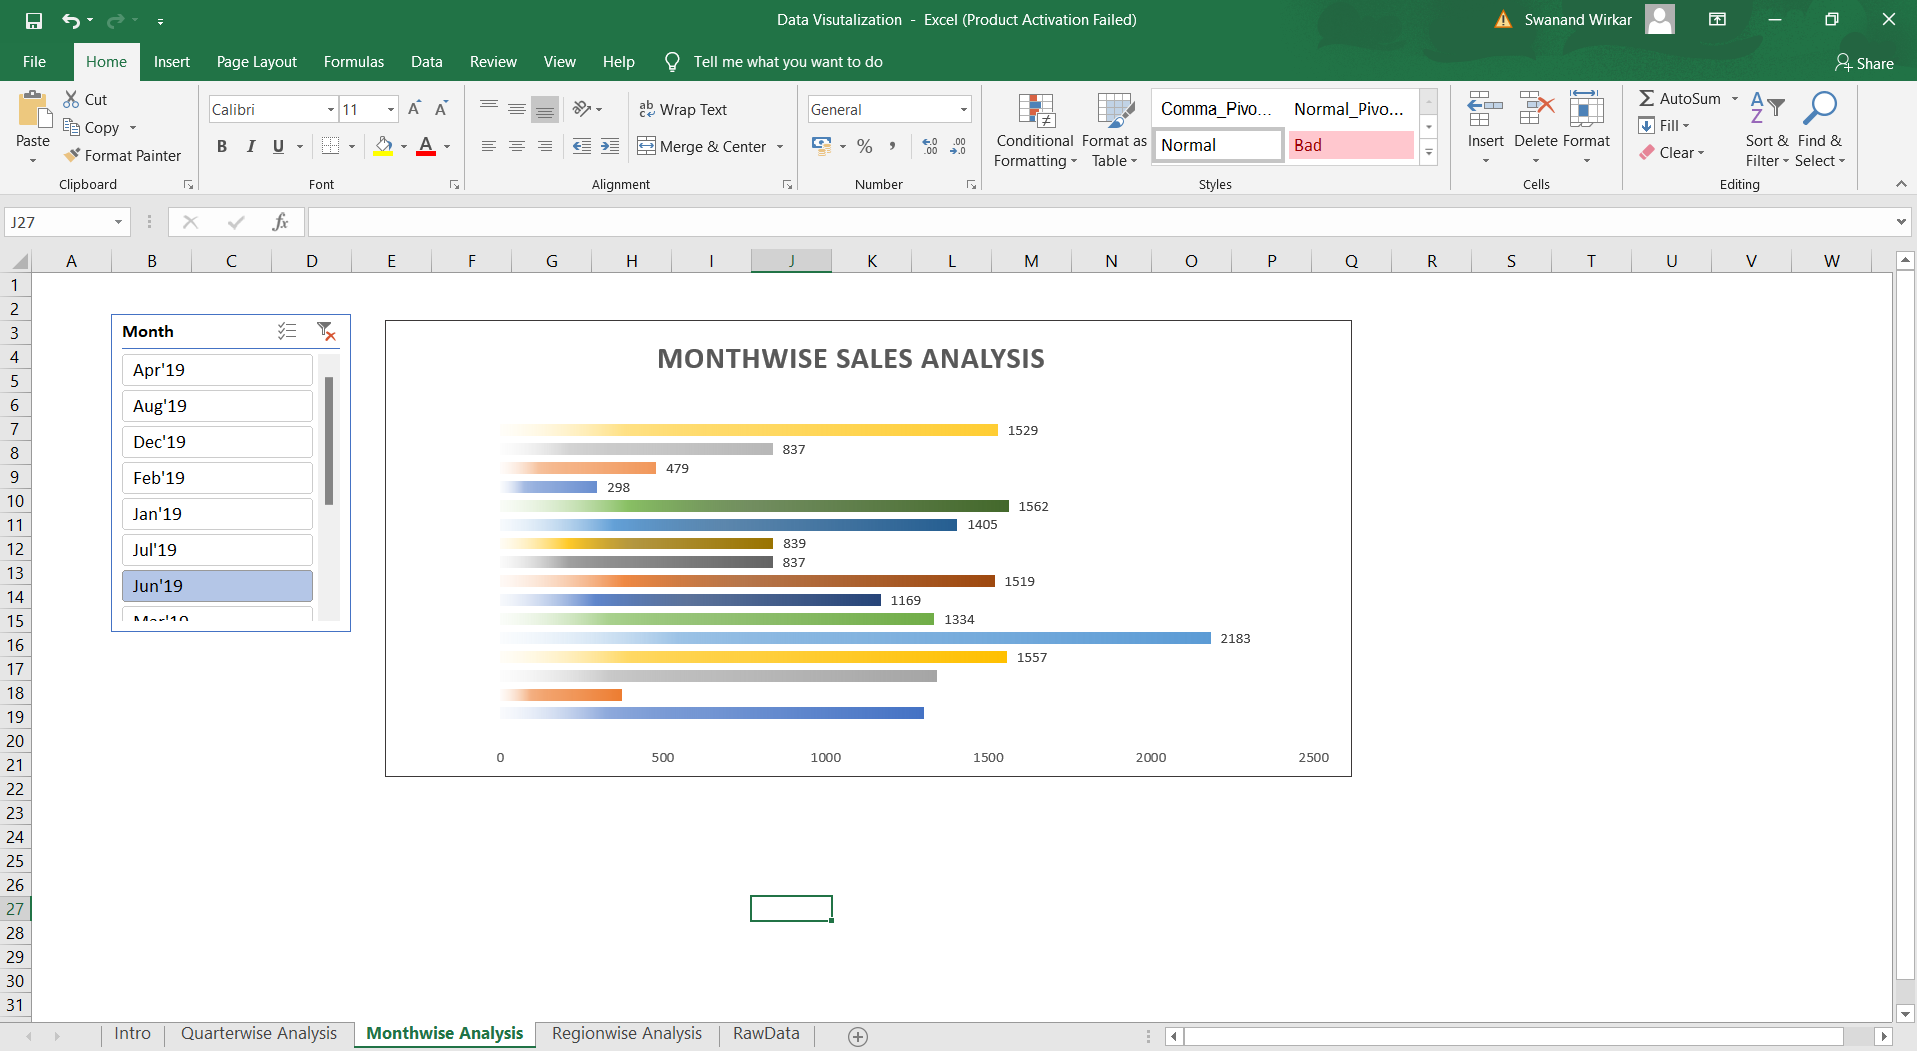 Data Visutalization - Excel (Product Activation Failed)
Swanand Wirkar
File Home Insert Page Layout Formulas Data Review View Help Tell me what you want to do
Share
Paste
Cut
Copy
Format Painter
Clipboard
Calibri 11
B I U
Font
Wrap Text
Merge & Center
Alignment
General
Number
Conditional Formatting
Format as Table
Comma_Pivo... Normal_Pivo...
Normal Bad
Styles
Insert Delete Format
Cells
AutoSum
Fill
Clear
Sort & Filter
Find & Select
Editing
J27
fx
A B C D E F G H I J K L M N O P Q R S T U V W
1
2
3
4
5
6
7
8
9
10
11
12
13
14
15
16
17
18
19
20
21
22
23
24
25
26
27
28
29
30
31
Month
Apr'19
Aug'19
Dec'19
Feb'19
Jan'19
Jul'19
Jun'19
Mar'19
MONTHWISE SALES ANALYSIS
1529
837
479
298
1562
1405
839
837
1519
1169
1334
2183
1557
0 500 1000 1500 2000 2500
Intro Quarterwise Analysis Monthwise Analysis Regionwise Analysis RawData